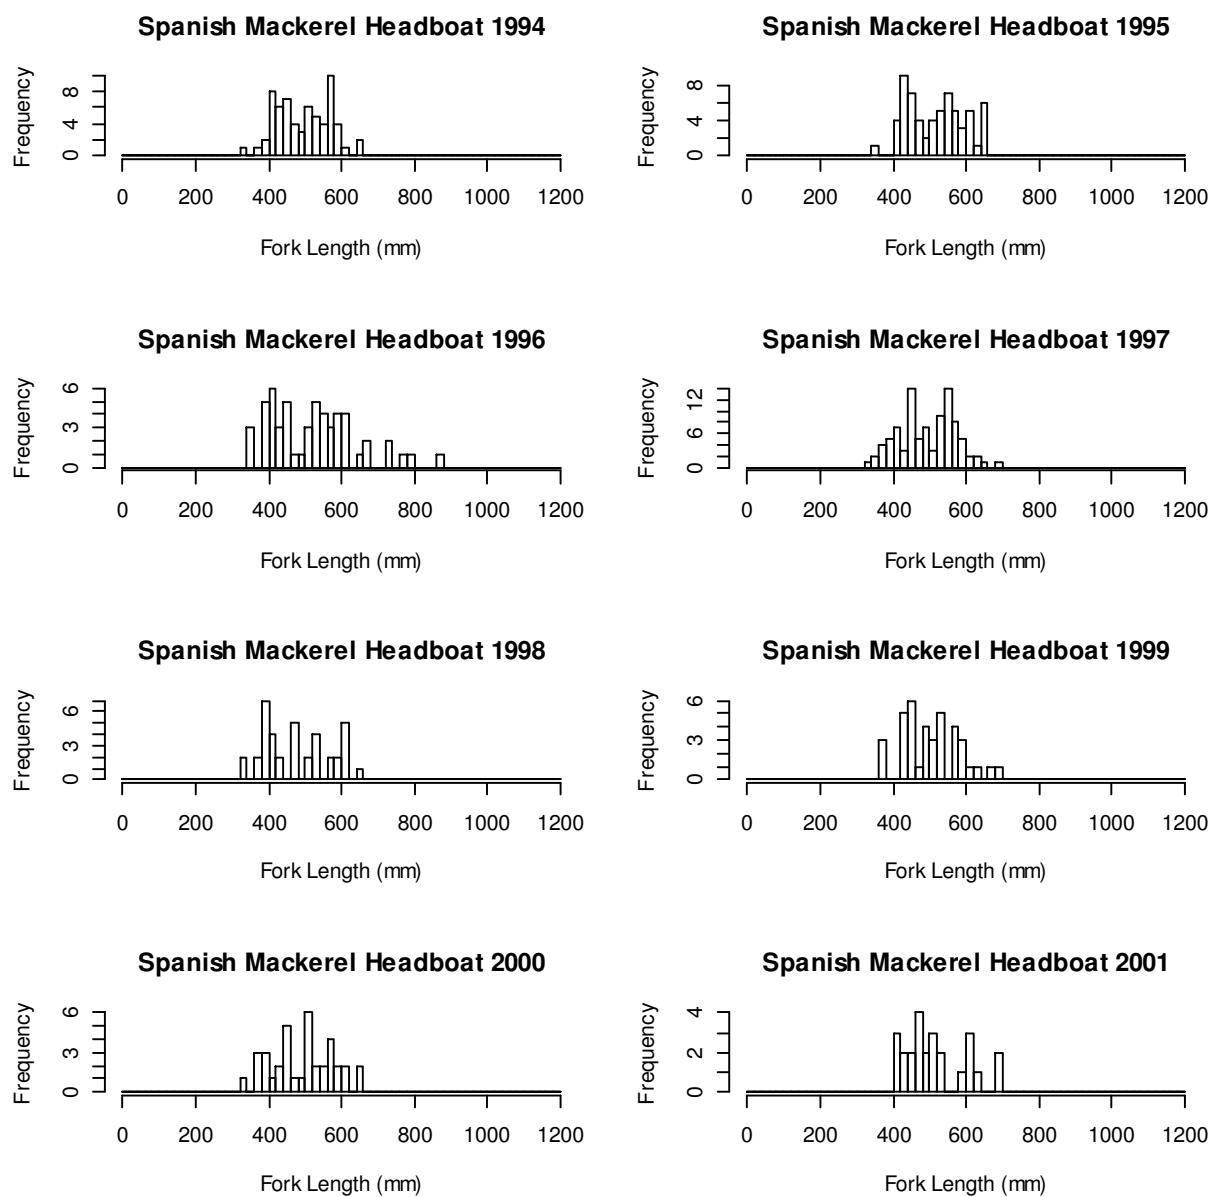 Spanish Mackerel Headboat 1994
Frequency
0 4 8
0 200 400 600 800 1000 1200
Fork Length (mm)
Spanish Mackerel Headboat 1995
Frequency
0 4 8
0 200 400 600 800 1000 1200
Fork Length (mm)
Spanish Mackerel Headboat 1996
Frequency
0 3 6
0 200 400 600 800 1000 1200
Fork Length (mm)
Spanish Mackerel Headboat 1997
Frequency
0 6 12
0 200 400 600 800 1000 1200
Fork Length (mm)
Spanish Mackerel Headboat 1998
Frequency
0 3 6
0 200 400 600 800 1000 1200
Fork Length (mm)
Spanish Mackerel Headboat 1999
Frequency
0 3 6
0 200 400 600 800 1000 1200
Fork Length (mm)
Spanish Mackerel Headboat 2000
Frequency
0 3 6
0 200 400 600 800 1000 1200
Fork Length (mm)
Spanish Mackerel Headboat 2001
Frequency
0 2 4
0 200 400 600 800 1000 1200
Fork Length (mm)